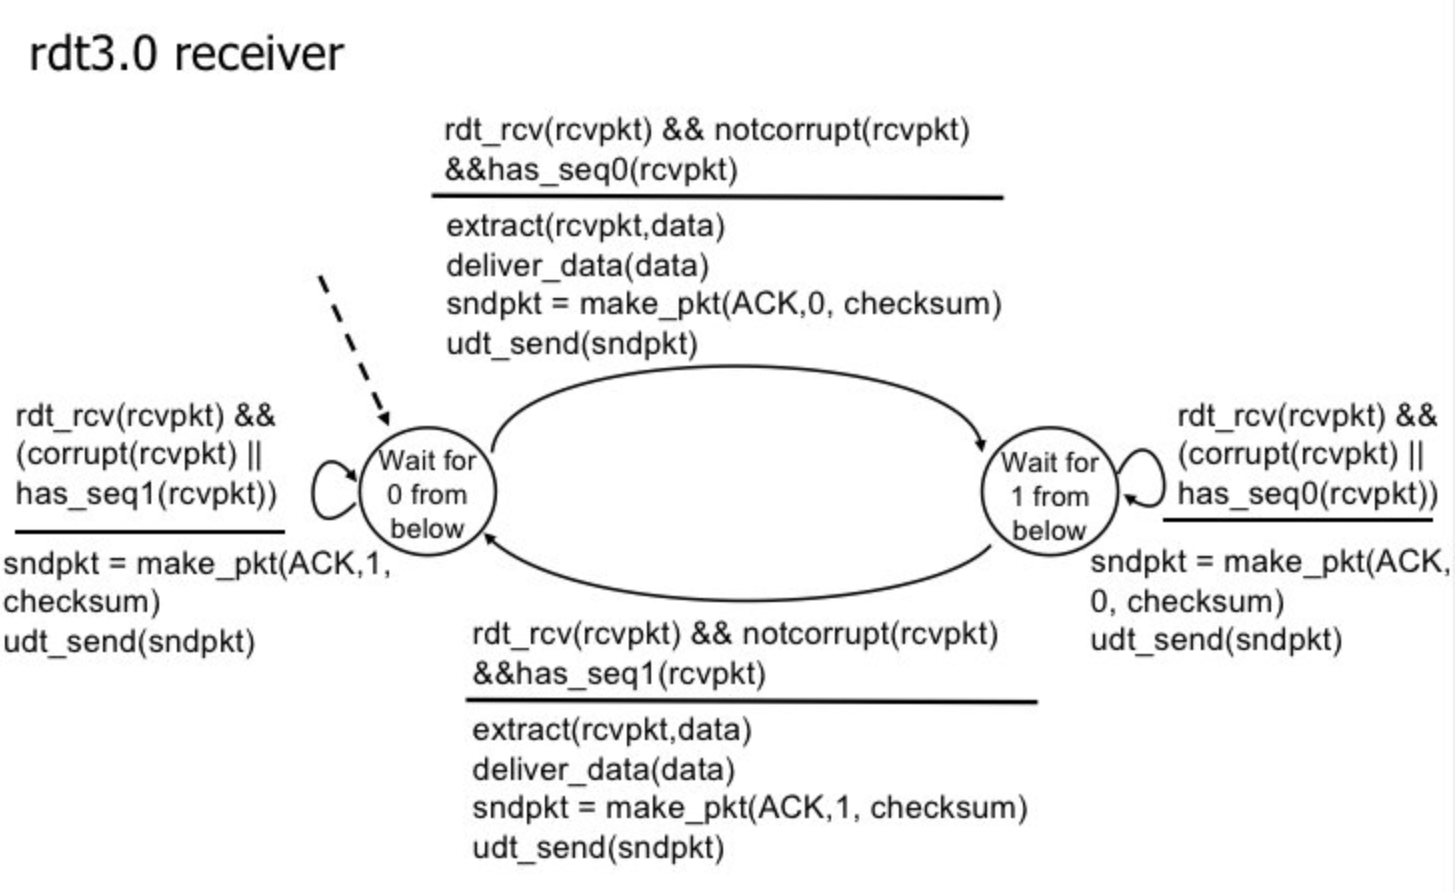 rdt3.0 receiver
rdt_rcv(rcvpkt) && notcorrupt(rcvpkt)
&&has_seq0(rcvpkt)
extract(rcvpkt,data)
deliver_data(data)
sndpkt = make_pkt(ACK,0, checksum)
udt_send(sndpkt)
rdt_rcv(rcvpkt) &&
(corrupt(rcvpkt) ||
has_seq1(rcvpkt))
sndpkt = make_pkt(ACK,1,
checksum)
udt_send(sndpkt)
Wait for
0 from
below
Wait for
1 from
below
rdt_rcv(rcvpkt) &&
(corrupt(rcvpkt) ||
has_seq0(rcvpkt))
sndpkt = make_pkt(ACK,
0, checksum)
udt_send(sndpkt)
rdt_rcv(rcvpkt) && notcorrupt(rcvpkt)
&&has_seq1(rcvpkt)
extract(rcvpkt,data)
deliver_data(data)
sndpkt = make_pkt(ACK,1, checksum)
udt_send(sndpkt)